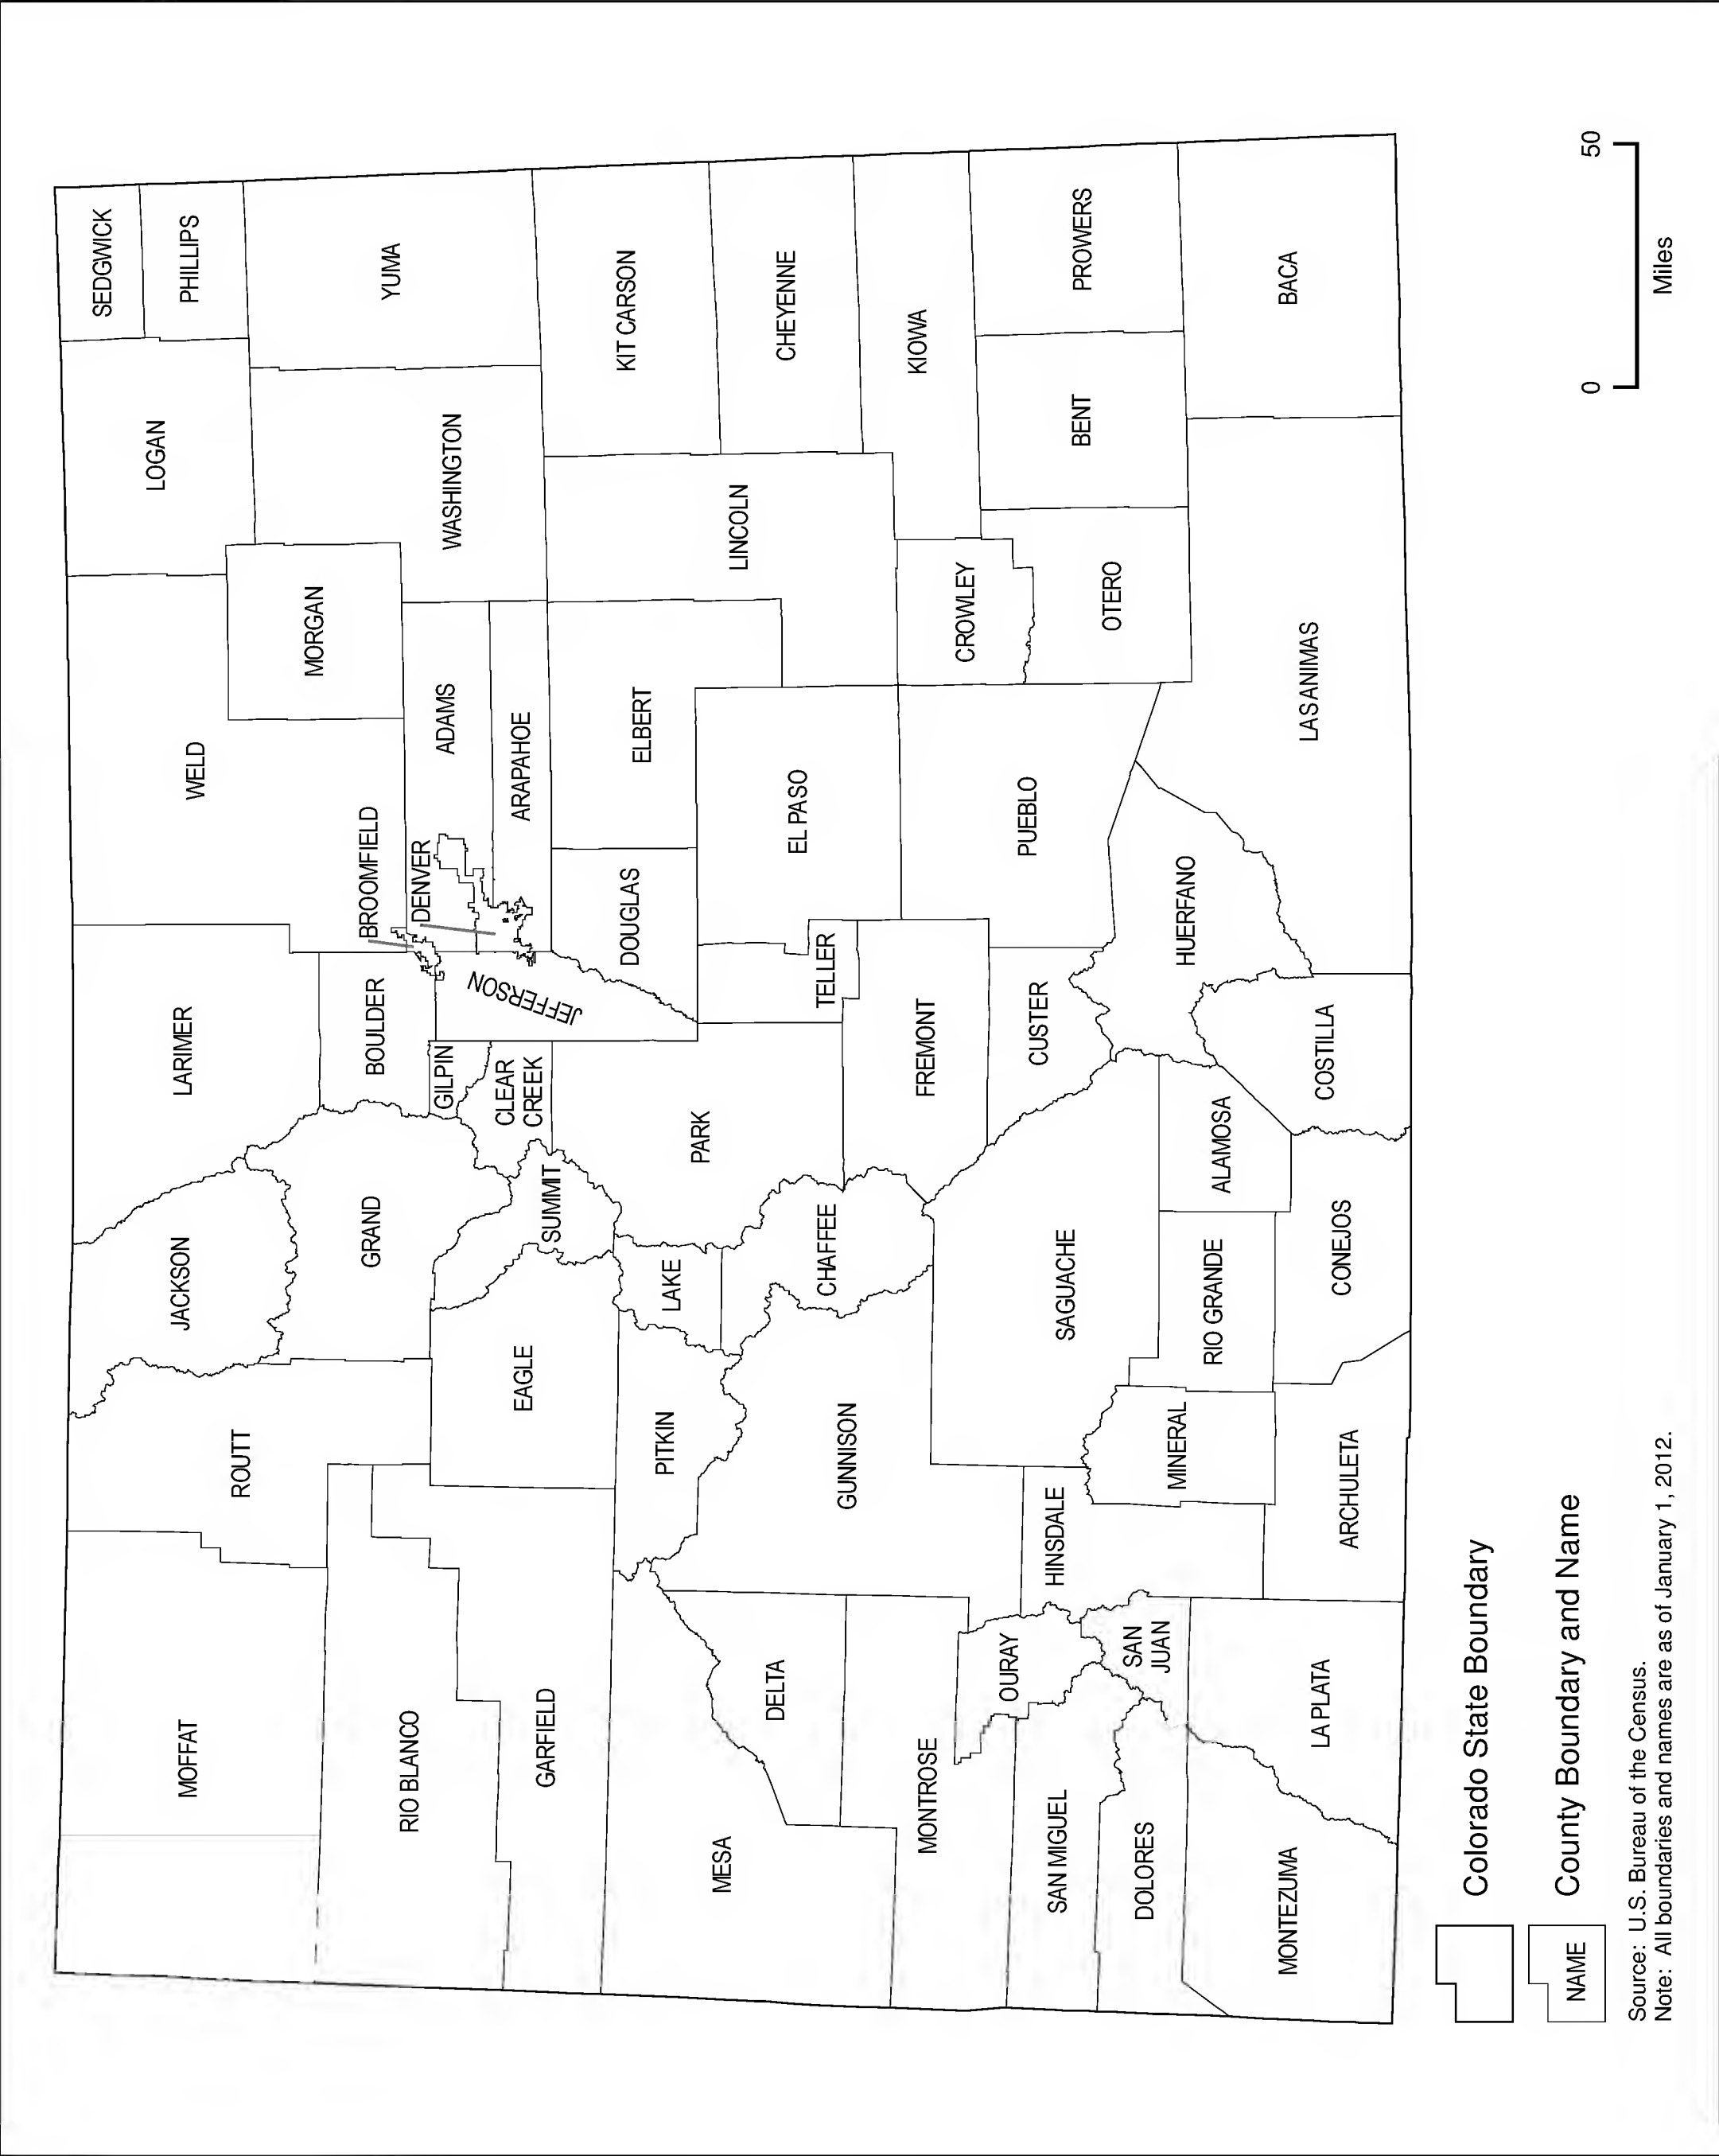 SEDGWICK
LOGAN
PHILLIPS
JACKSON
LARIMER
MOFFAT
ROUTT
WELD
MORGAN
YUMA
WASHINGTON
GRAND
BOULDER
BROOMFIELD
RIO BLANCO
ADAMS
DENVER
GILPIN
ARAPAHOE
JEFFERSON
CLEAR
CREEK
EAGLE
SUMMIT
GARFIELD
KIT CARSON
ELBERT
DOUGLAS
LINCOLN
PITKIN
LAKE
PARK
MESA
CHEYENNE
DELTA
EL PASO
TELLER
CHAFFEE
GUNNISON
KIOWA
FREMONT
MONTROSE
CROWLEY
OURAY
PUEBLO
CUSTER
SAGUACHE
HINSDALE
SAN MIGUEL
PROWERS
BENT
OTERO
SAN
JUAN
DOLORES
MINERAL
HUERFANO
ALAMOSA
RIO GRANDE
BACA
LAS ANIMAS
COSTILLA
CONEJOS
ARCHULETA
LA PLATA
MONTEZUMA
Colorado State Boundary
NAME
County Boundary and Name
0
50
Miles
Source: U.S. Bureau of the Census.
Note: All boundaries and names are as of January 1, 2012.